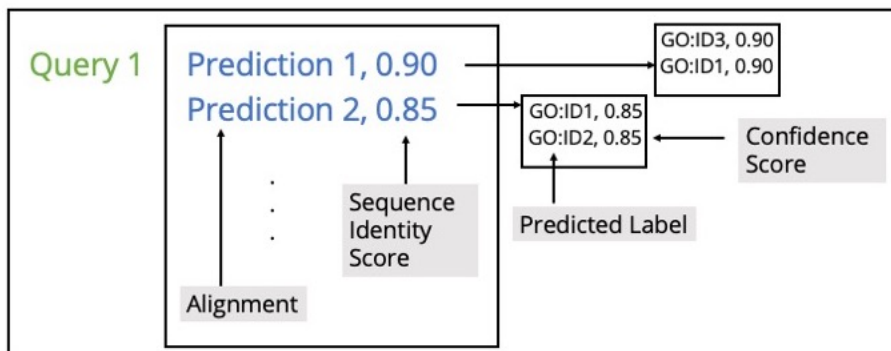 Query 1
Prediction 1, 0.90
Prediction 2, 0.85
GO:ID3, 0.90
GO:ID1, 0.90
GO:ID1, 0.85
GO:ID2, 0.85
Confidence
Score
Sequence
Identity
Score
Predicted Label
Alignment